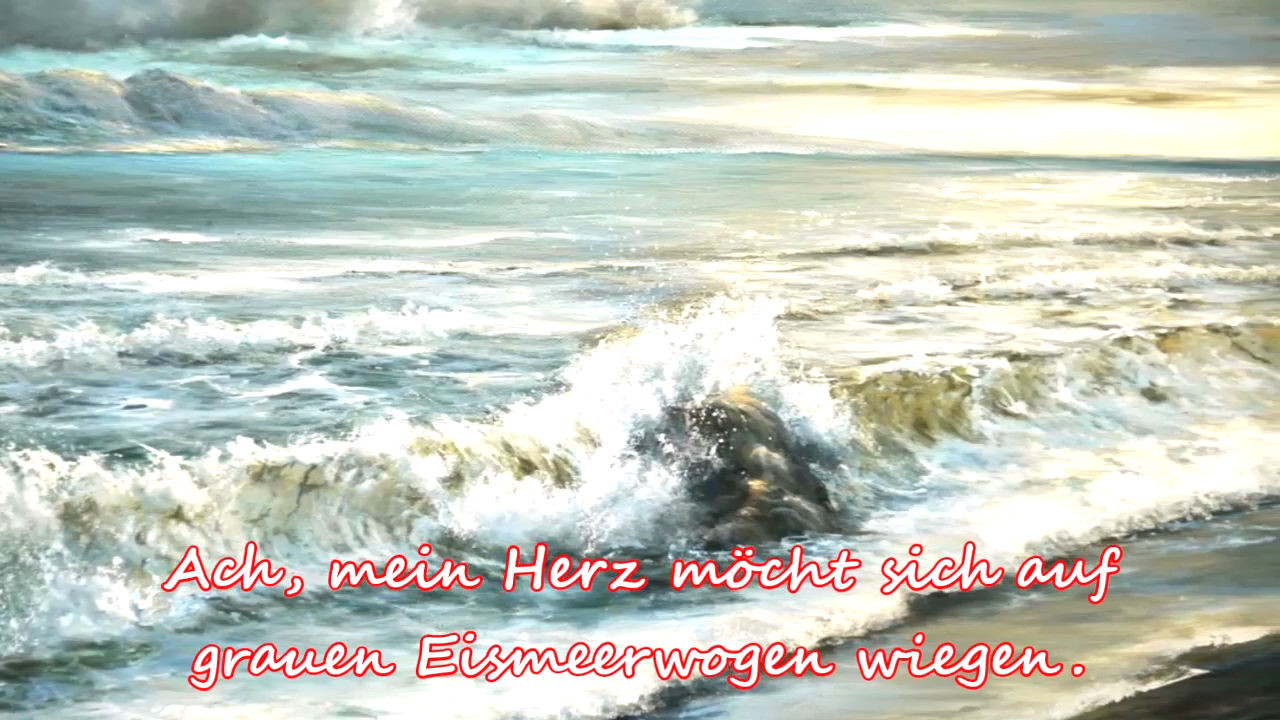 Ach, mein Herz möcht sich auf
grauen Eismeerwogen wiegen.